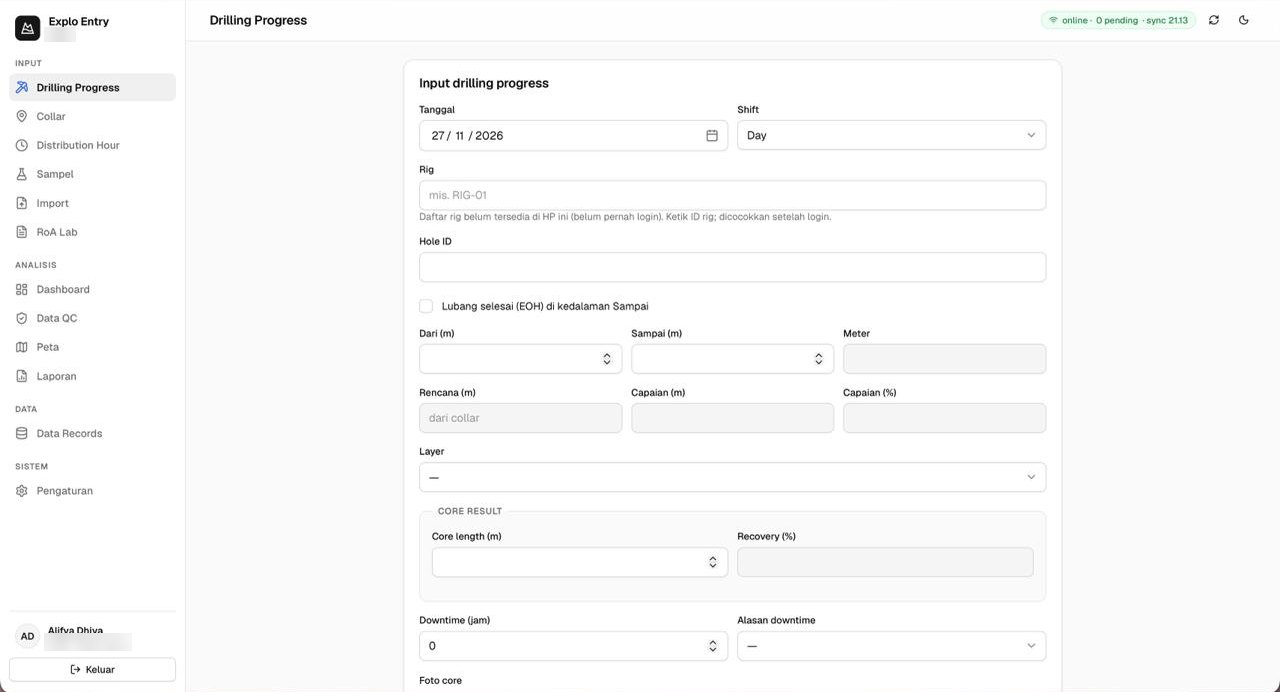 Explo Entry
Drilling Progress
online · 0 pending · sync 21.13
INPUT
Drilling Progress
Collar
Distribution Hour
Sampel
Import
RoA Lab
ANALISIS
Dashboard
Data QC
Peta
Laporan
DATA
Data Records
SISTEM
Pengaturan
AD
Alifya Dhiya
Keluar
Input drilling progress
Tanggal
Shift
27 / 11 / 2026
Day
Rig
mis. RIG-01
Daftar rig belum tersedia di HP ini (belum pernah login). Ketik ID rig; dicocokkan setelah login.
Hole ID
Lubang selesai (EOH) di kedalaman Sampai
Dari (m)
Sampai (m)
Meter
Rencana (m)
Capaian (m)
Capaian (%)
dari collar
Layer
—
CORE RESULT
Core length (m)
Recovery (%)
Downtime (jam)
Alasan downtime
0
—
Foto core